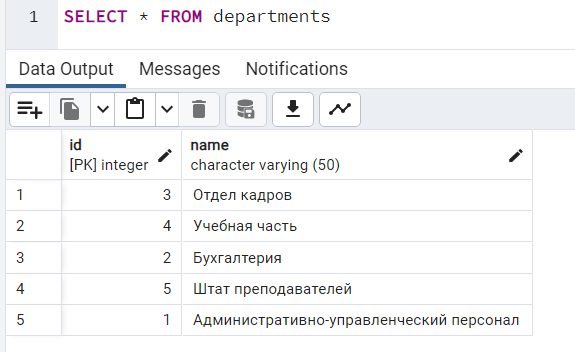 1 SELECT * FROM departments
Data Output Messages Notifications
id name
[PK] integer character varying (50)
1 3 Отдел кадров
2 4 Учебная часть
3 2 Бухгалтерия
4 5 Штат преподавателей
5 1 Административно-управленческий персонал